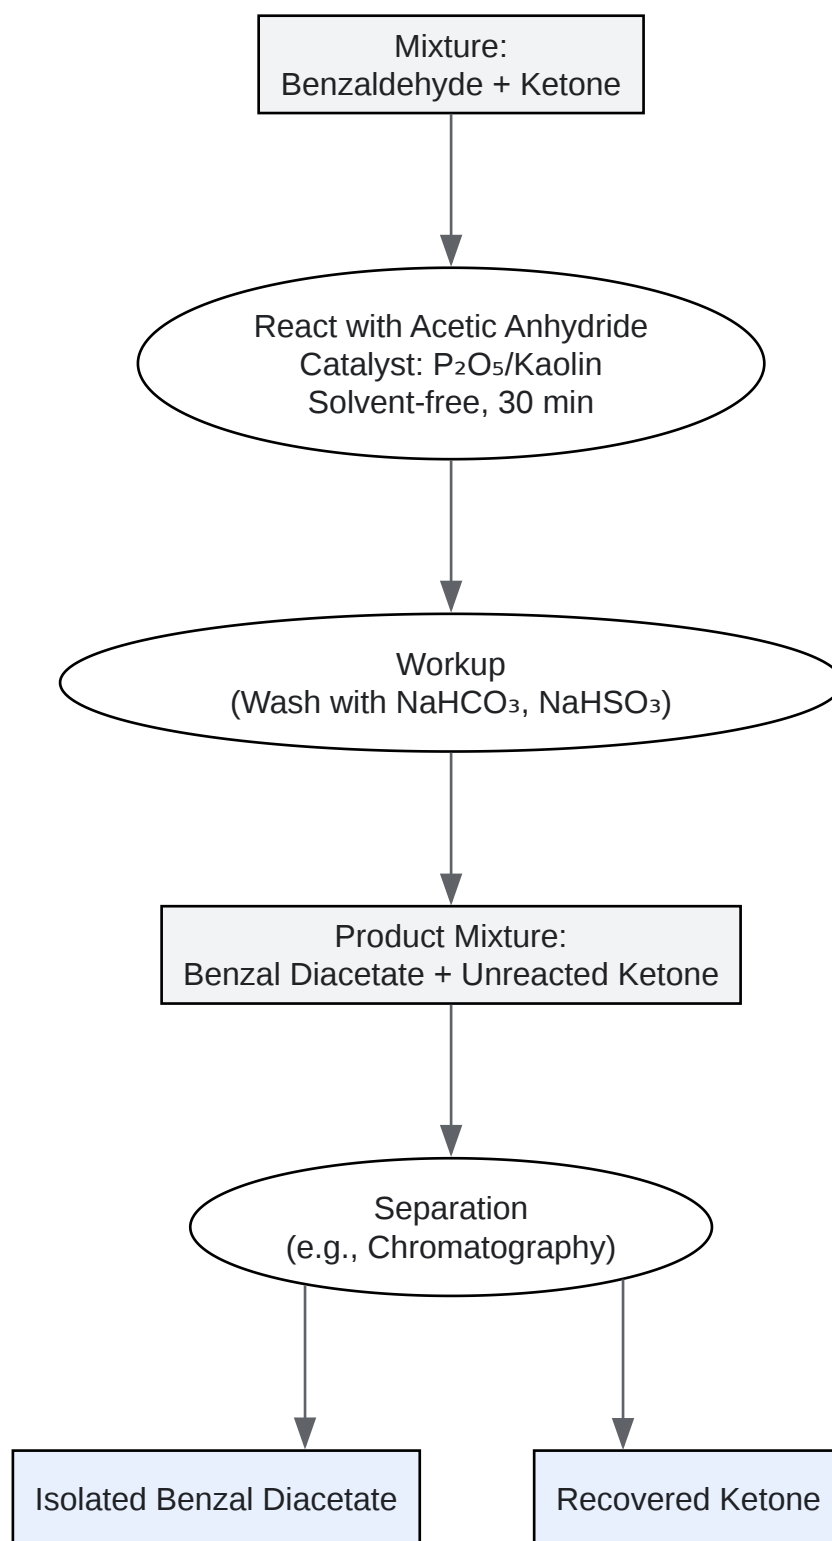 Mixture:
Benzaldehyde + Ketone
React with Acetic Anhydride
Catalyst: P₂O₅/Kaolin
Solvent-free, 30 min
Workup
(Wash with NaHCO₃, NaHSO₃)
Product Mixture:
Benzal Diacetate + Unreacted Ketone
Separation
(e.g., Chromatography)
Isolated Benzal Diacetate
Recovered Ketone